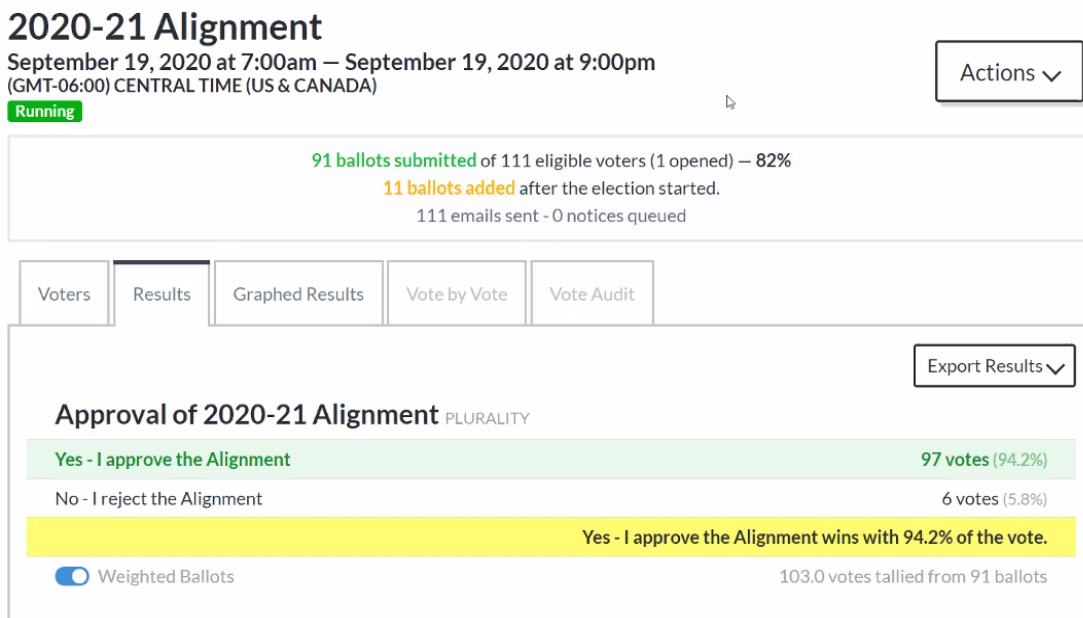 2020-21 Alignment
September 19, 2020 at 7:00am — September 19, 2020 at 9:00pm
(GMT-06:00) CENTRAL TIME (US & CANADA)
Running
Actions
91 ballots submitted of 111 eligible voters (1 opened) — 82%
11 ballots added after the election started.
111 emails sent - 0 notices queued
Voters Results Graphed Results Vote by Vote Vote Audit
Export Results
Approval of 2020-21 Alignment PLURALITY
Yes - I approve the Alignment 97 votes (94.2%)
No - I reject the Alignment 6 votes (5.8%)
Yes - I approve the Alignment wins with 94.2% of the vote.
Weighted Ballots 103.0 votes tallied from 91 ballots